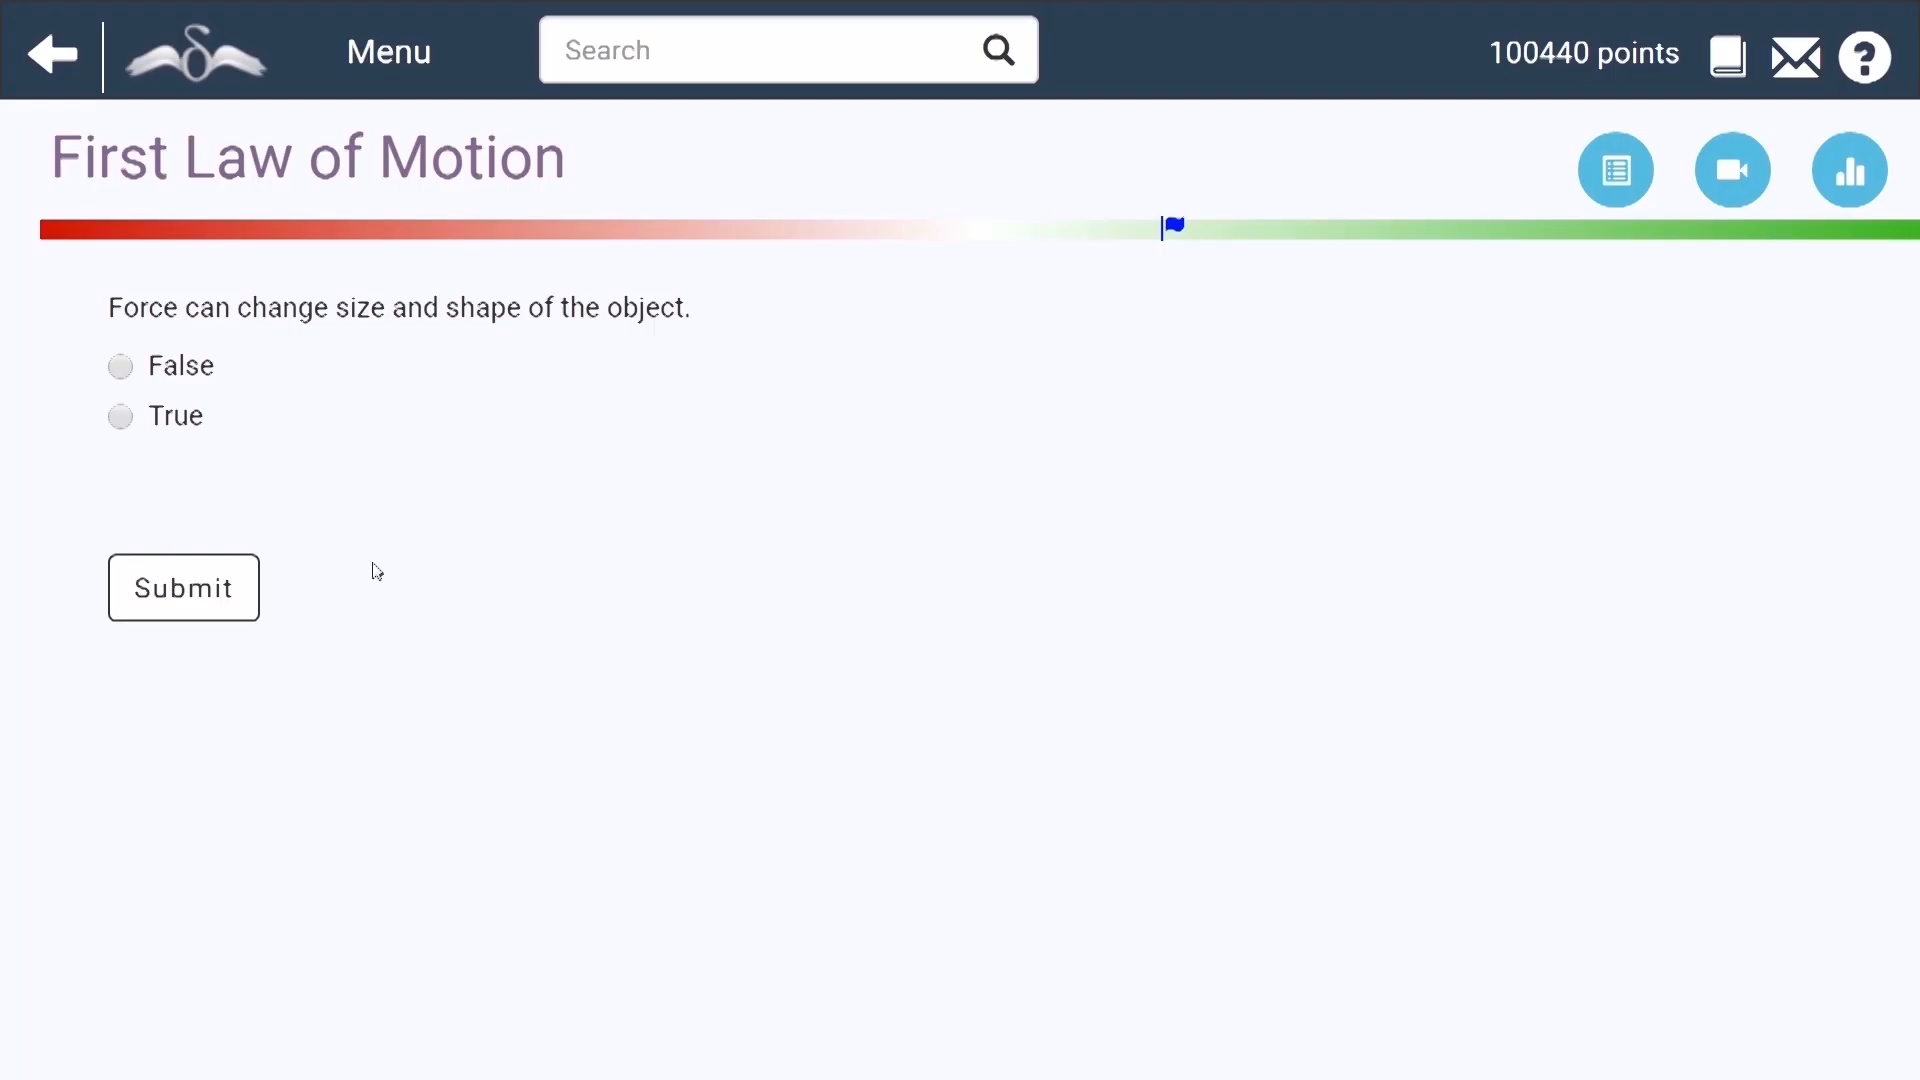 Menu
Search
100440 points
First Law of Motion
Force can change size and shape of the object.
False
True
Submit